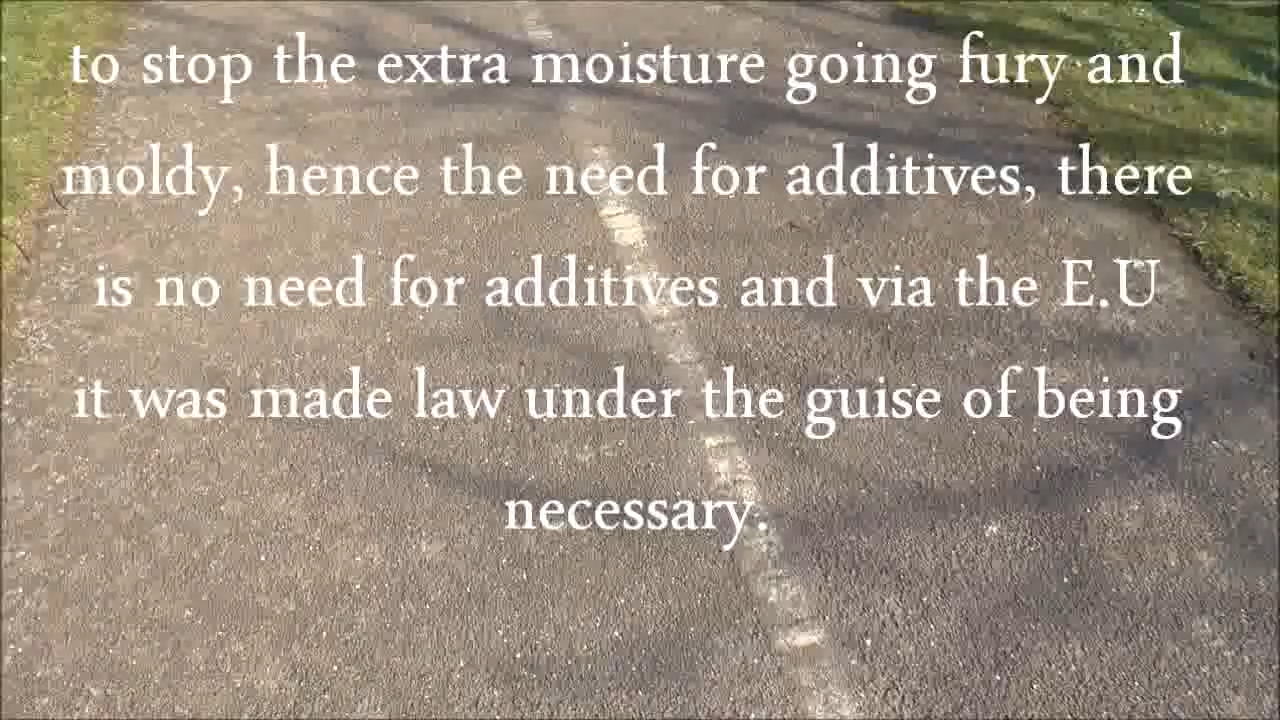 to stop the extra moisture going fury and
moldy, hence the need for additives, there
is no need for additives and via the E.U
it was made law under the guise of being
necessary.